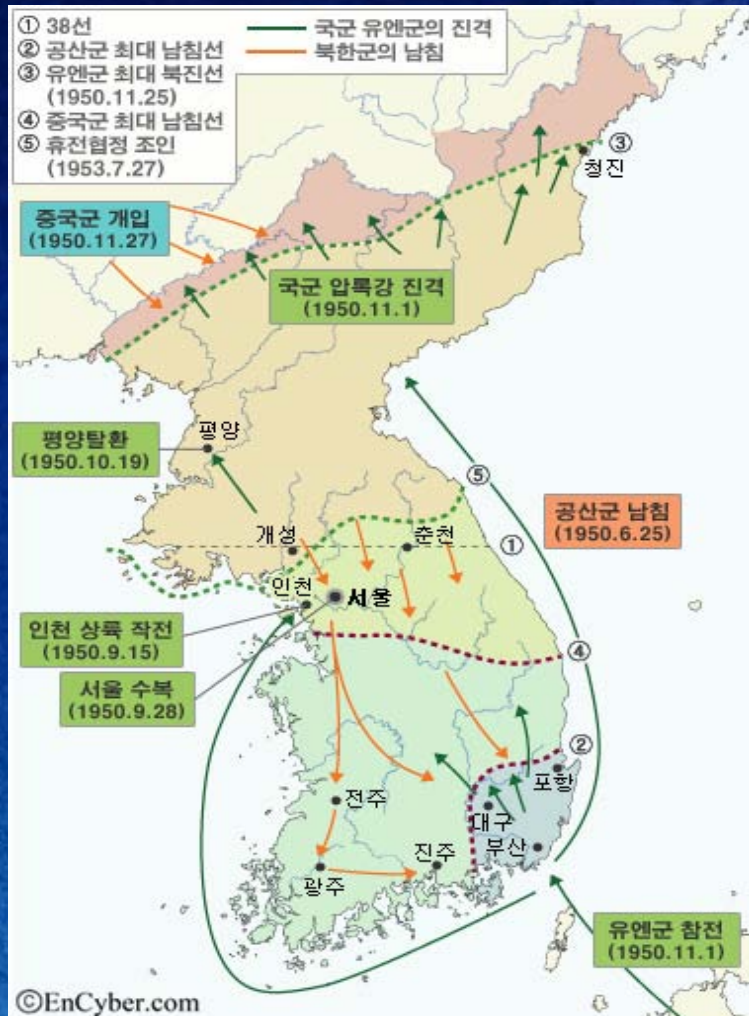 ① 38선
② 공산군 최대 남침선
③ 유엔군 최대 북진선
(1950.11.25)
④ 중국군 최대 남침선
⑤ 휴전협정 조인
(1953.7.27)
국군 유엔군의 진격
북한군의 남침
③
청진
중국군 개입
(1950.11.27)
국군 압록강 진격
(1950.11.1)
평양
평양탈환
(1950.10.19)
⑤
공산군 남침
(1950.6.25)
개성
춘천
①
인천
서울
인천 상륙 작전
(1950.9.15)
④
서울 수복
(1950.9.28)
②
포항
전주
대구
부산
광주
진주
유엔군 참전
(1950.11.1)
©EnCyber.com